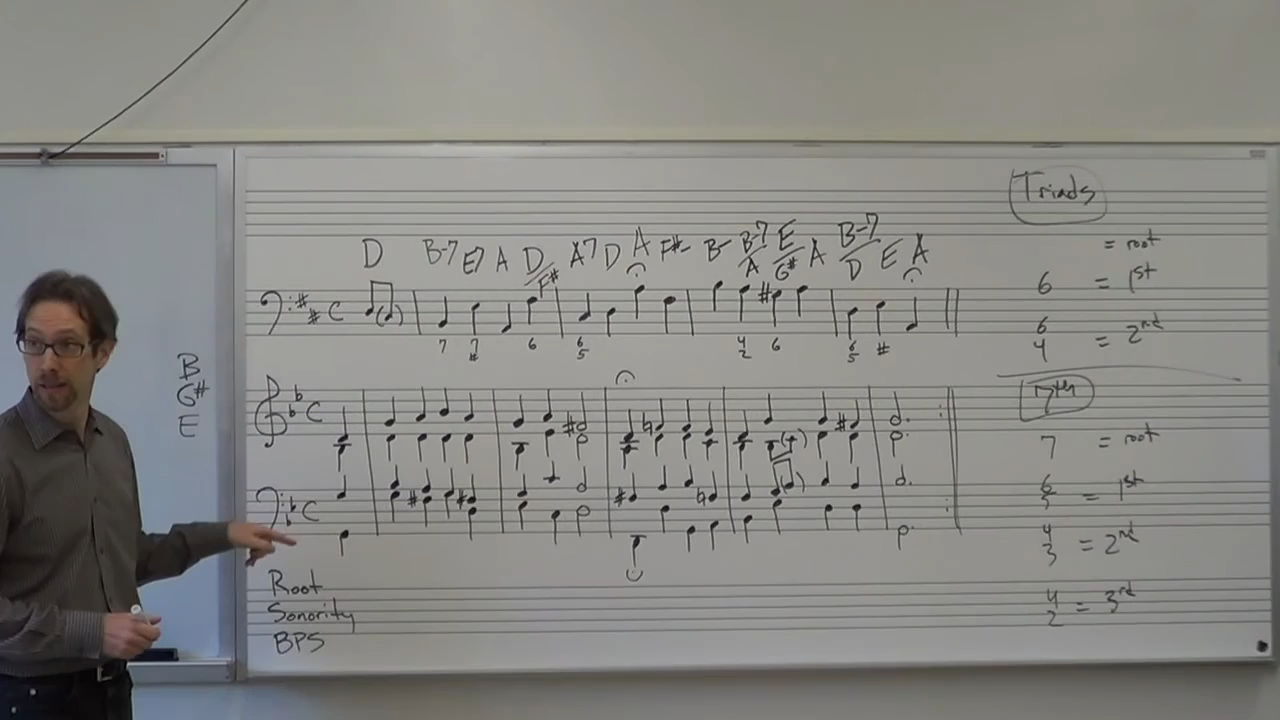 Triads
= root
6 = 1st
6
4 = 2nd
7ths
7 = root
6
5 = 1st
4
3 = 2nd
4
2 = 3rd
D B-7 E7 A D/F# A7 D A F#- B- B-7/A E/G# A B-7/D E A
# # C
#
7 7 6 6 4 6 6 #
# 5 2 5
B
G#
E
b b C
# ♮ (♮) #
b b C
# # # ♮
Root
Sonority
BPS